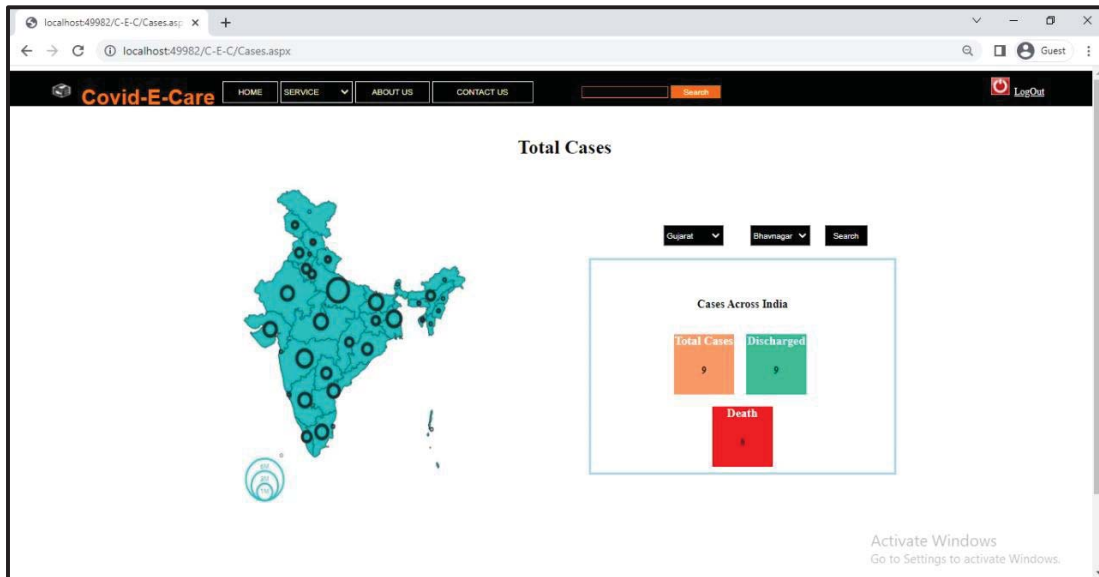 localhost:49982/C-E-C/Cases.asp
localhost:49982/C-E-C/Cases.aspx
Guest
Covid-E-Care
HOME
SERVICE
ABOUT US
CONTACT US
Search
LogOut
Total Cases
Gujarat
Bhavnagar
Search
Cases Across India
Total Cases
Discharged
9
9
Death
Activate Windows
Go to Settings to activate Windows.